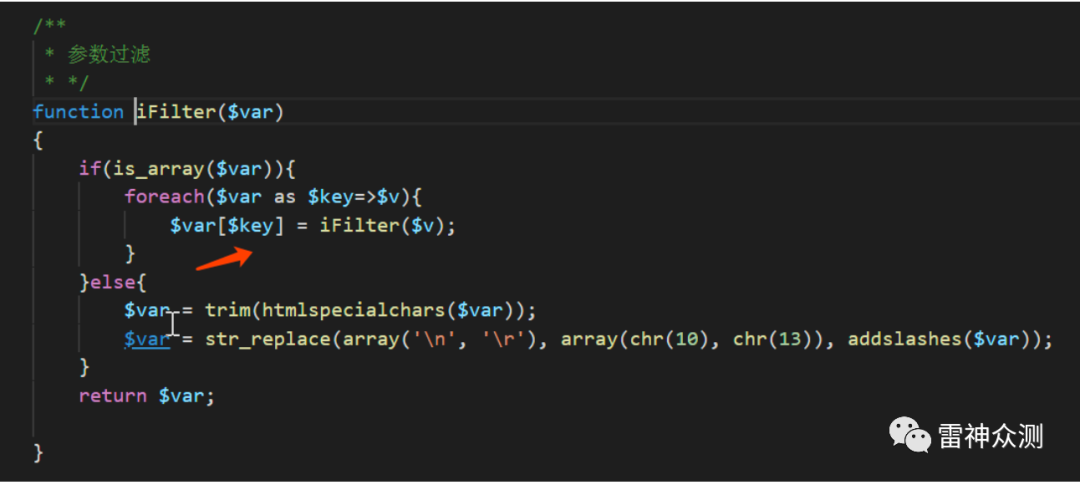 /**
 * 参数过滤
 * */
function iFilter($var)
{
    if(is_array($var)){
        foreach($var as $key=>$v){
            $var[$key] = iFilter($v);
        }
    }else{
        $var = trim(htmlspecialchars($var));
        $var = str_replace(array('\n', '\r'), array(chr(10), chr(13)), addslashes($var));
    }
    return $var;
}
雷神众测